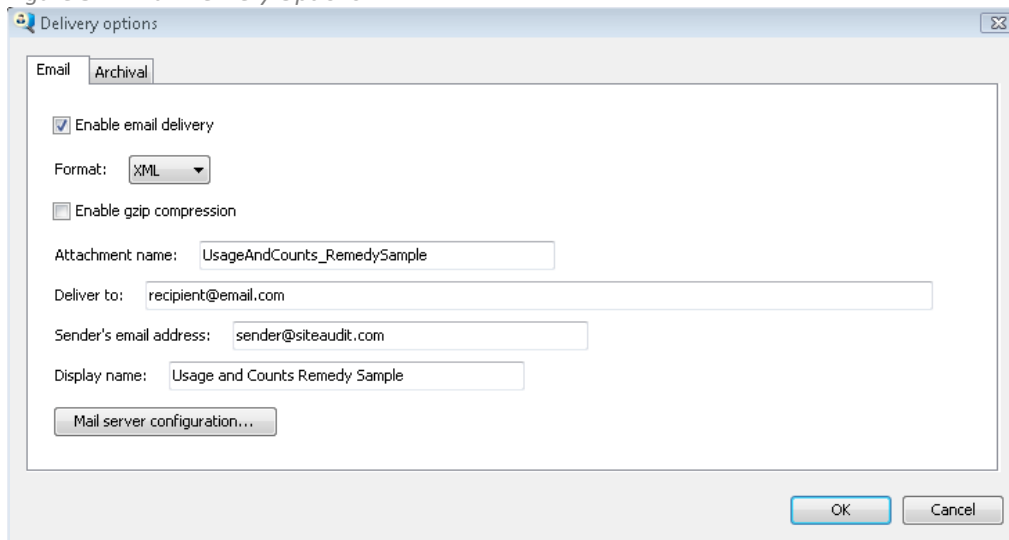 Delivery options
Email Archival
Enable email delivery
Format: XML
Enable gzip compression
Attachment name: UsageAndCounts_RemedySample
Deliver to: recipient@email.com
Sender's email address: sender@siteaudit.com
Display name: Usage and Counts Remedy Sample
Mail server configuration...
OK Cancel